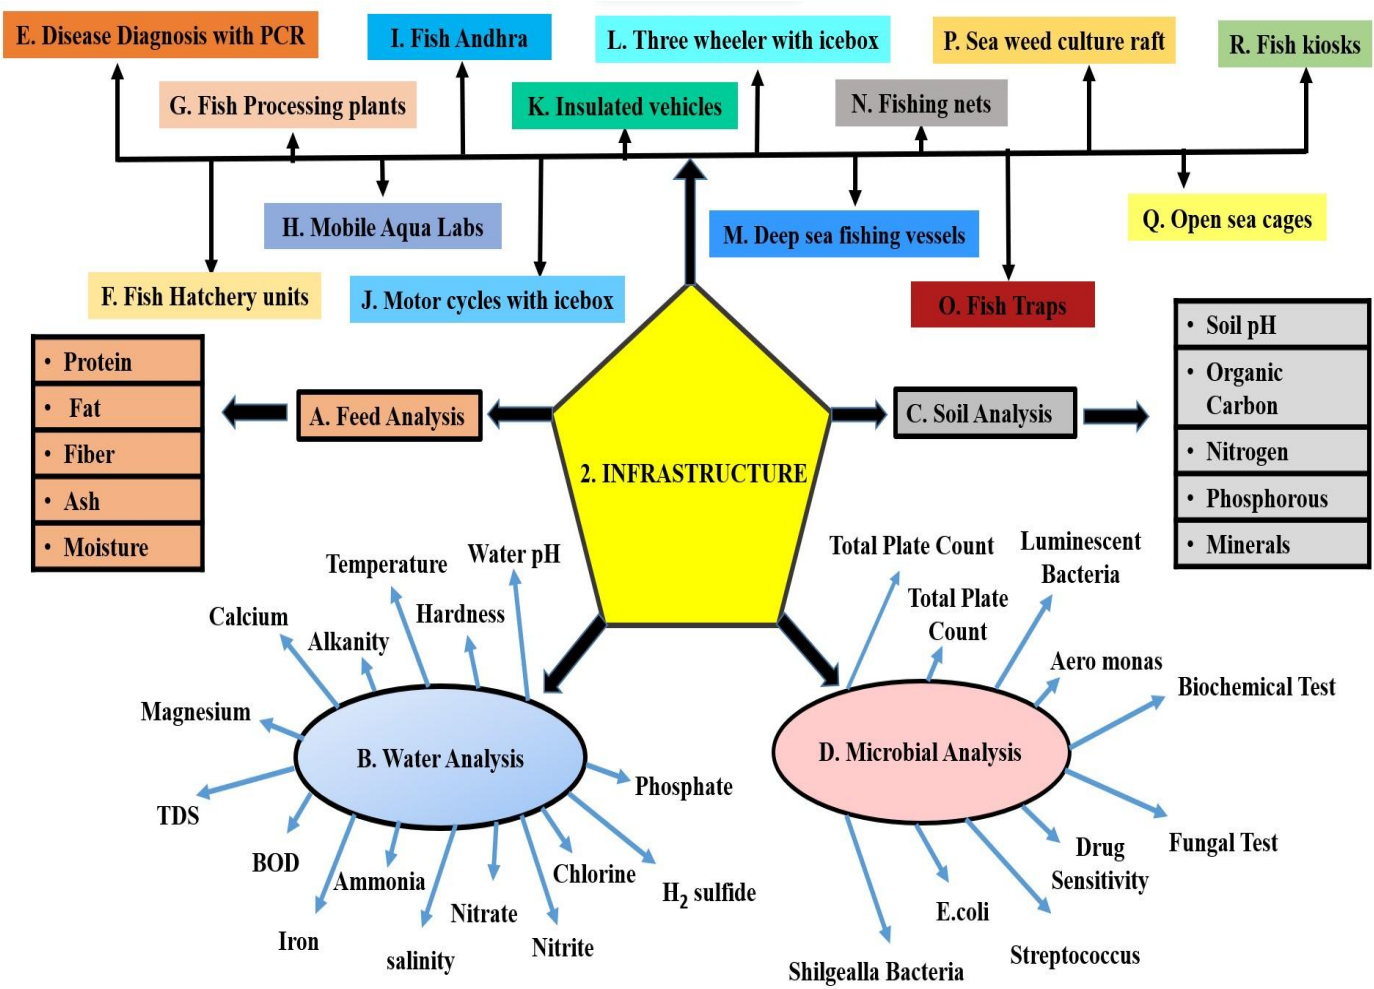 E. Disease Diagnosis with PCR
I. Fish Andhra
L. Three wheeler with icebox
P. Sea weed culture raft
R. Fish kiosks
G. Fish Processing plants
K. Insulated vehicles
N. Fishing nets
H. Mobile Aqua Labs
M. Deep sea fishing vessels
Q. Open sea cages
F. Fish Hatchery units
J. Motor cycles with icebox
O. Fish Traps
• Protein
• Fat
• Fiber
• Ash
• Moisture
A. Feed Analysis
2. INFRASTRUCTURE
C. Soil Analysis
• Soil pH
• Organic
Carbon
• Nitrogen
• Phosphorous
• Minerals
Temperature
Water pH
Calcium
Alkanity
Hardness
Magnesium
B. Water Analysis
TDS
BOD
Iron
Ammonia
salinity
Nitrate
Nitrite
Chlorine
H2 sulfide
Phosphate
Total Plate Count
Total Plate
Count
Luminescent
Bacteria
Aero monas
Biochemical Test
D. Microbial Analysis
Fungal Test
Drug
Sensitivity
E.coli
Streptococcus
Shilgealla Bacteria